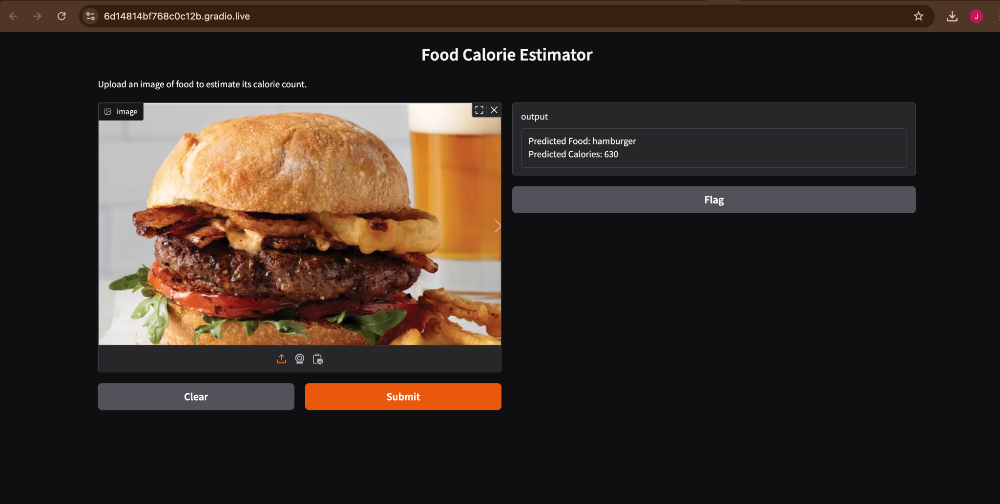 6d14814bf768c0c12b.gradio.live
J
Food Calorie Estimator
Upload an image of food to estimate its calorie count.
image
output
Predicted Food: hamburger
Predicted Calories: 630
Flag
Clear
Submit